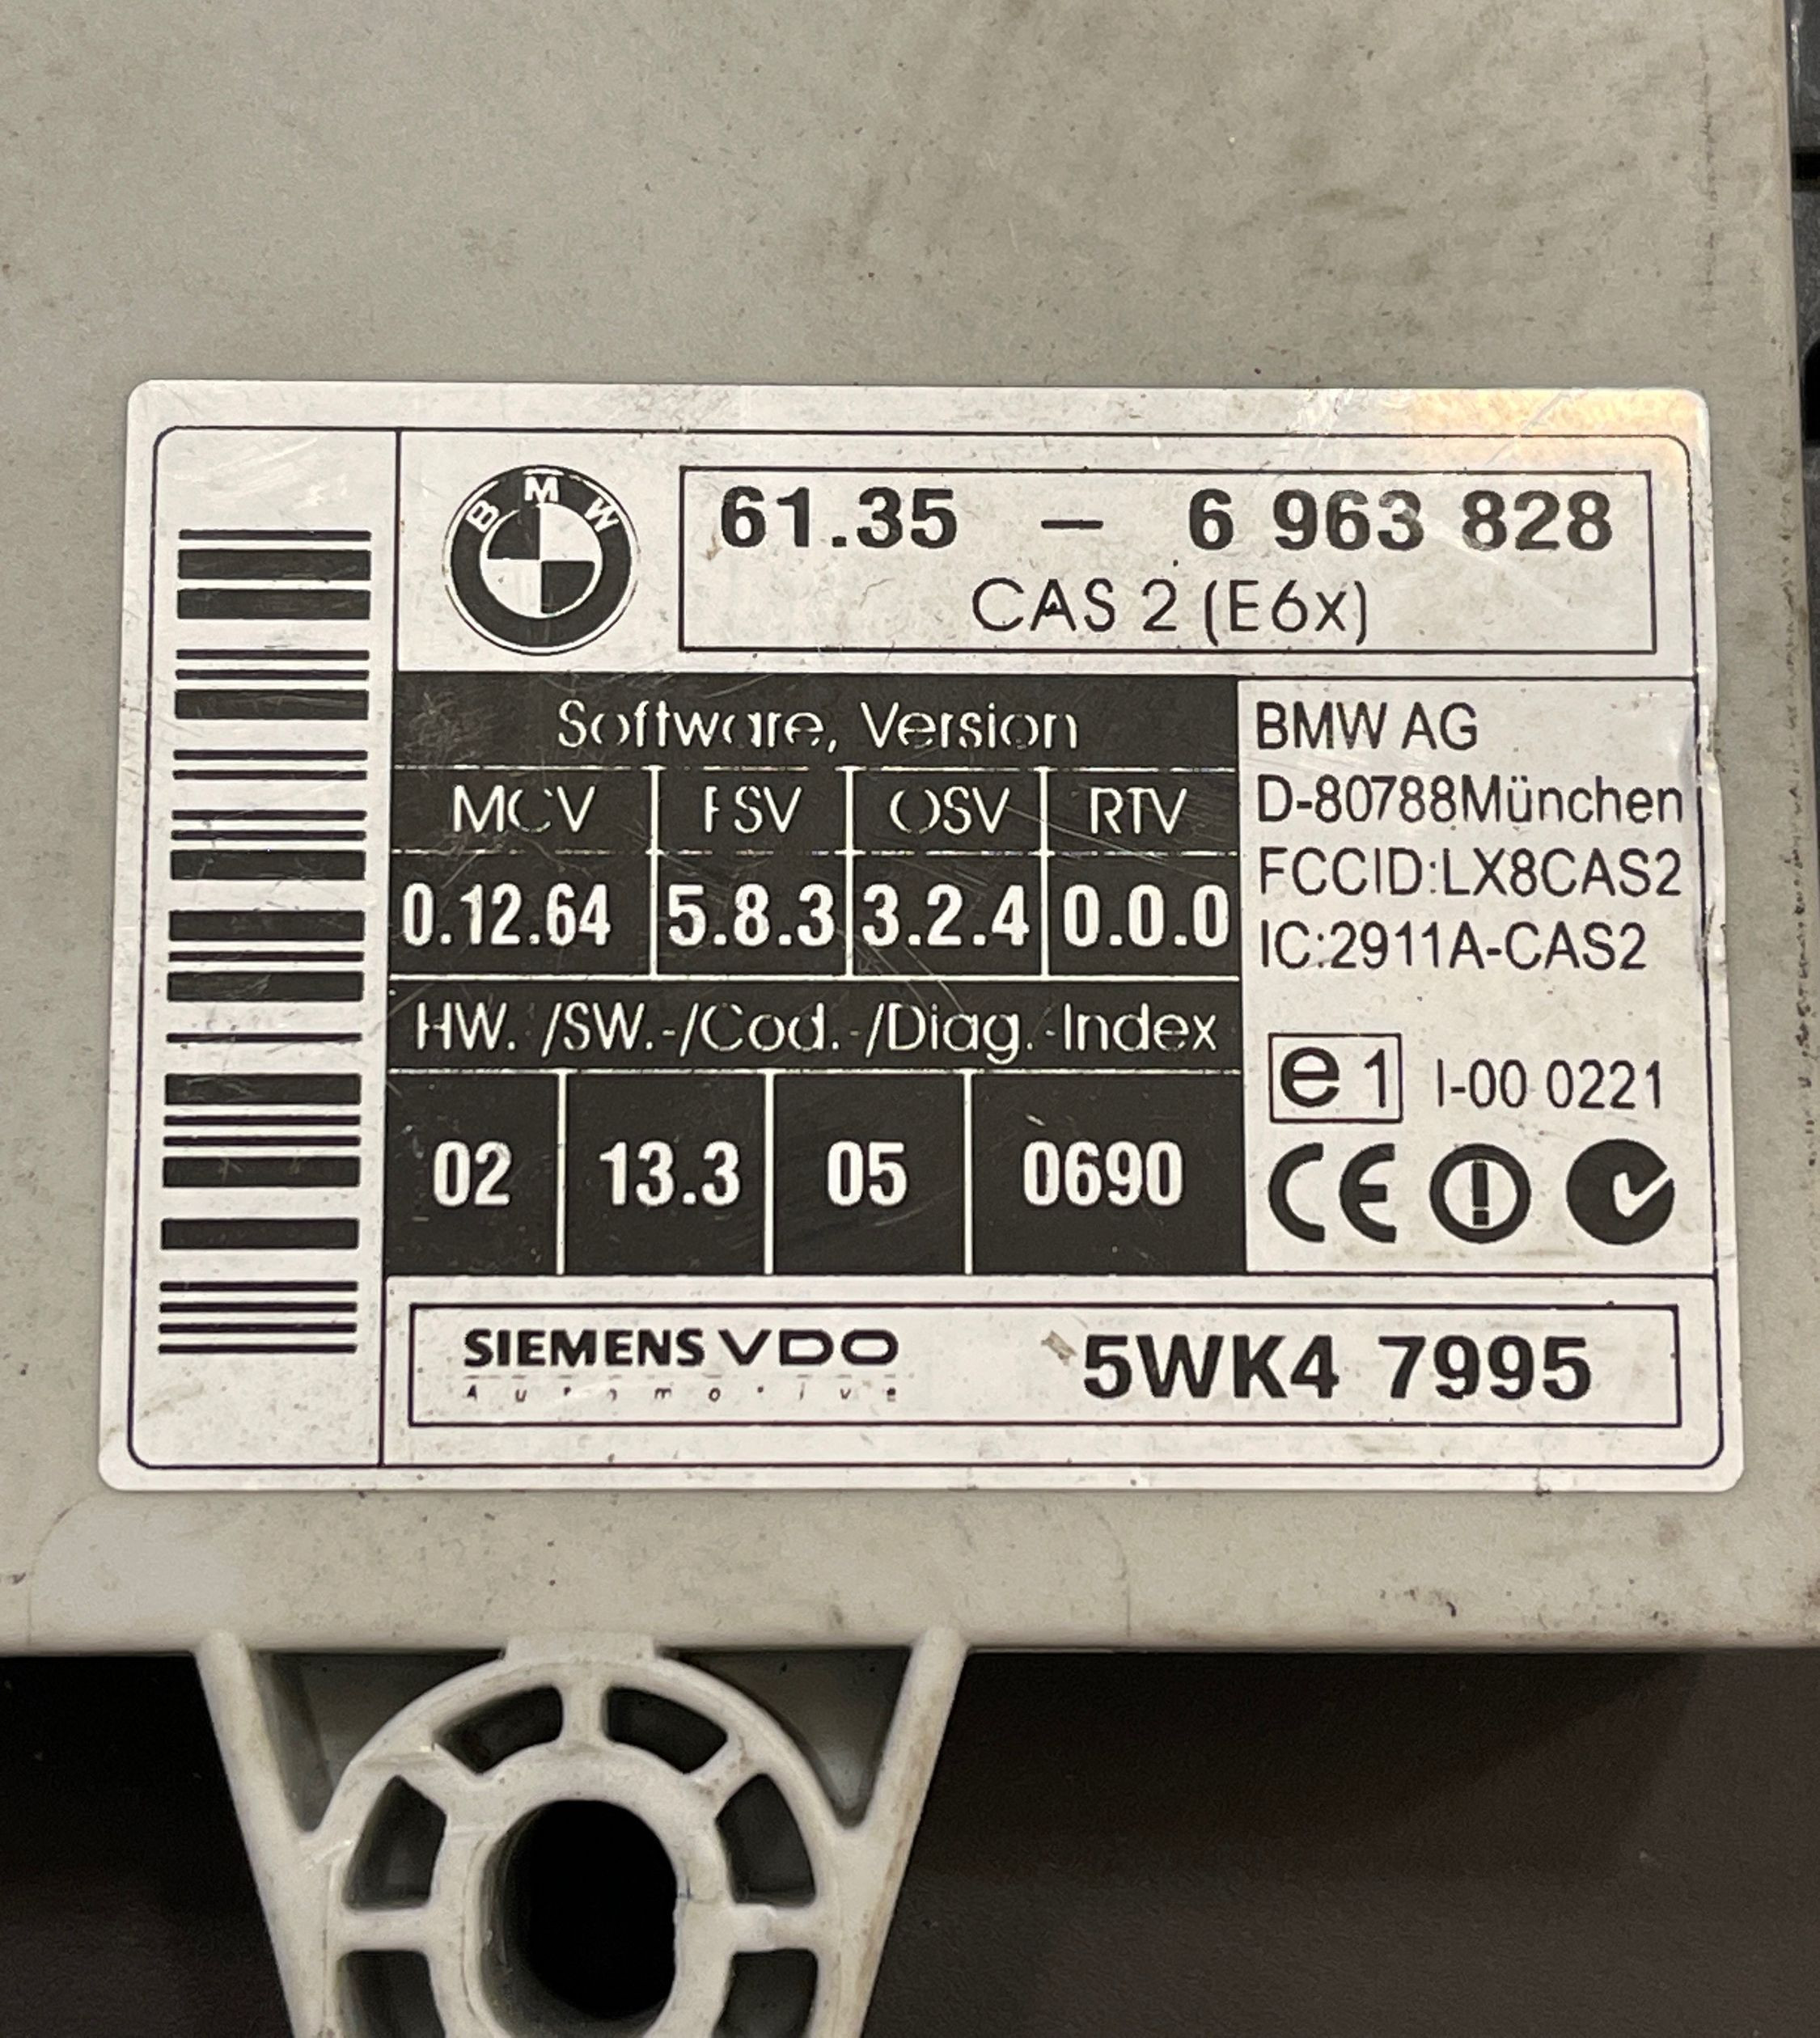 BMW
61.35 – 6 963 828
CAS 2 (E6x)
Software, Version
MCV FSV OSV RTV
0.12.64 5.8.3 3.2.4 0.0.0
HW. /SW.-/Cod.-/Diag.-Index
02 13.3 05 0690
BMW AG
D-80788München
FCCID:LX8CAS2
IC:2911A-CAS2
e1 I-00 0221
CE
SIEMENS VDO
Automotive
5WK4 7995